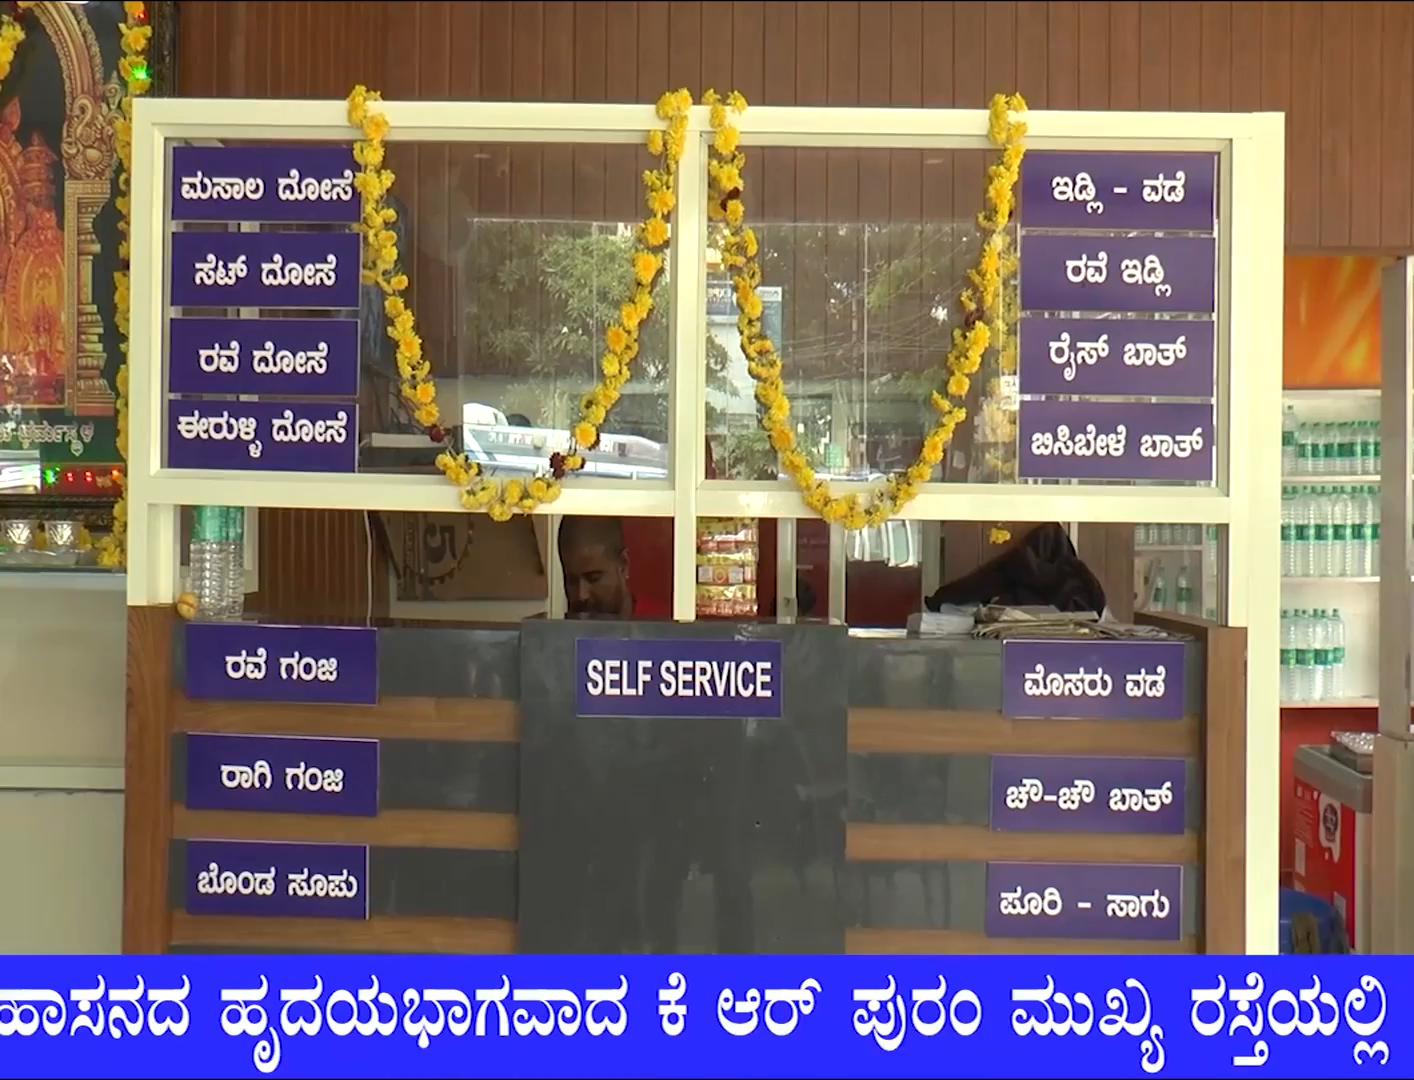 ಮಸಾಲ ದೋಸೆ
ಸೆಟ್ ದೋಸೆ
ರವೆ ದೋಸೆ
ಈರುಳ್ಳಿ ದೋಸೆ
ಇಡ್ಲಿ - ವಡೆ
ರವೆ ಇಡ್ಲಿ
ರೈಸ್ ಬಾತ್
ಬಿಸಿಬೇಳೆ ಬಾತ್
ರವೆ ಗಂಜಿ
ರಾಗಿ ಗಂಜಿ
ಬೊಂಡ ಸೂಪು
SELF SERVICE
ಮೊಸರು ವಡೆ
ಚೌ-ಚೌ ಬಾತ್
ಪೂರಿ - ಸಾಗು
ಹಾಸನದ ಹೃದಯಭಾಗವಾದ ಕೆ ಆರ್ ಪುರಂ ಮುಖ್ಯ ರಸ್ತೆಯಲ್ಲಿ